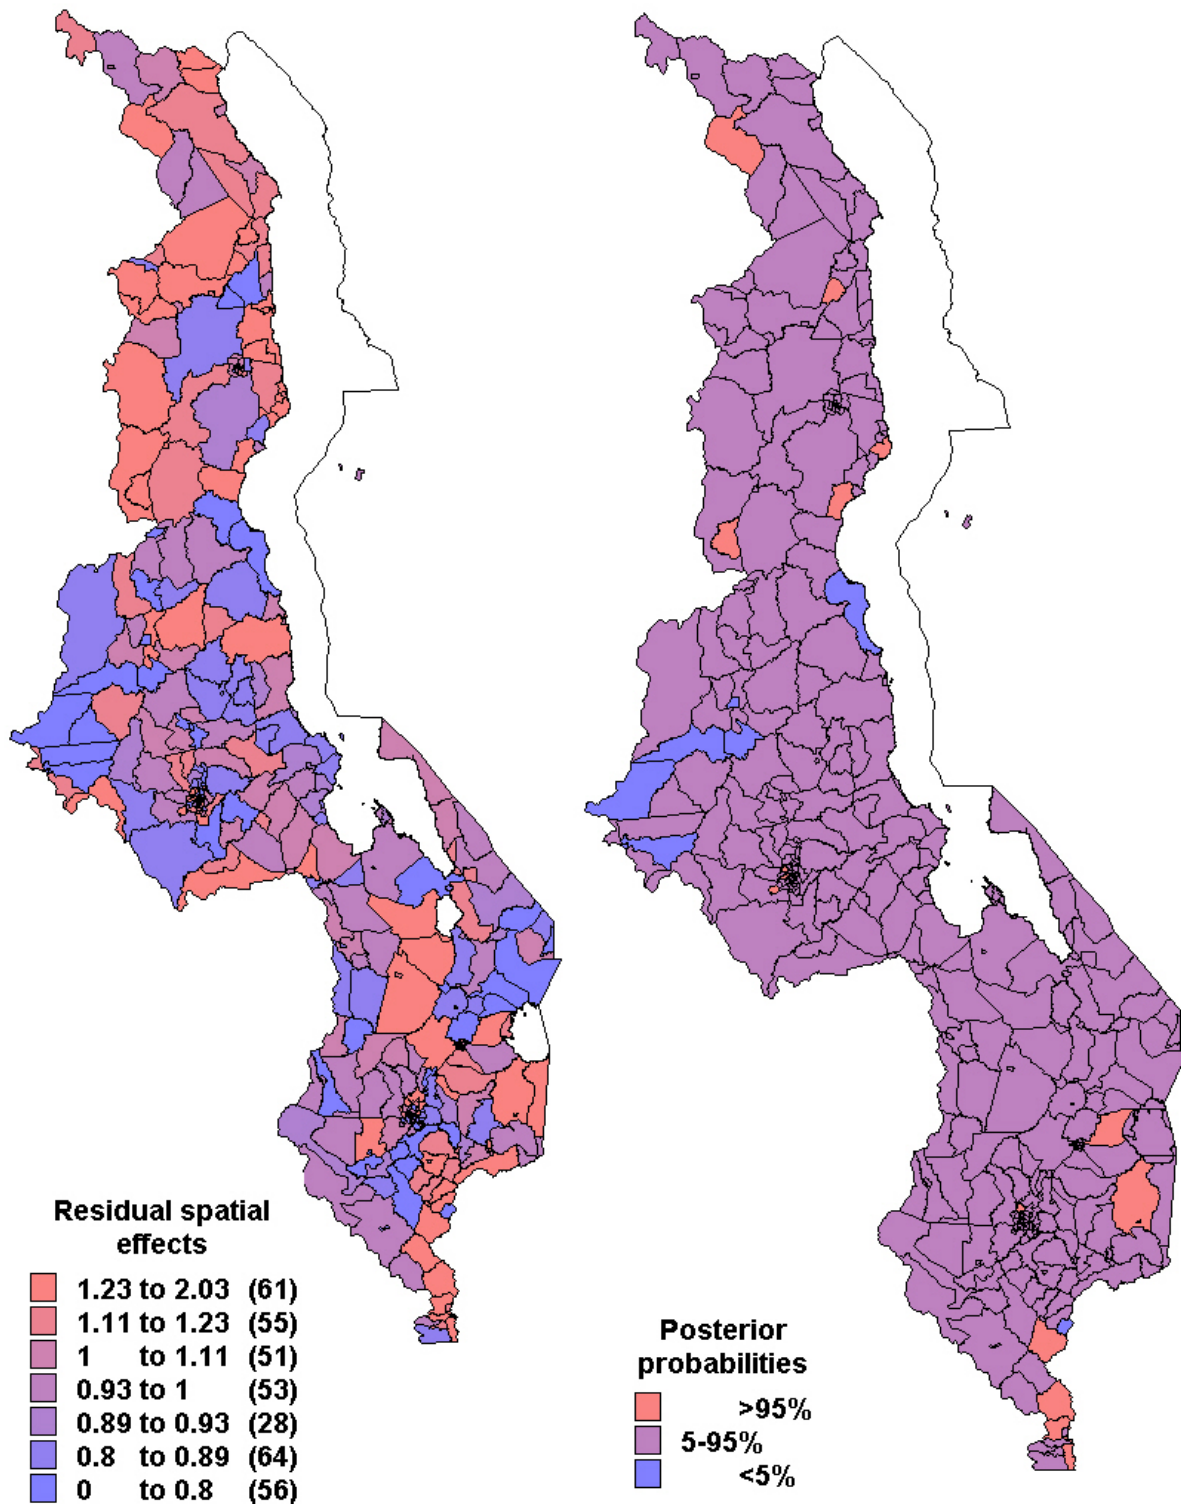 Residual spatial
effects
1.23 to 2.03 (61)
1.11 to 1.23 (55)
1 to 1.11 (51)
0.93 to 1 (53)
0.89 to 0.93 (28)
0.8 to 0.89 (64)
0 to 0.8 (56)
Posterior
probabilities
>95%
5-95%
<5%